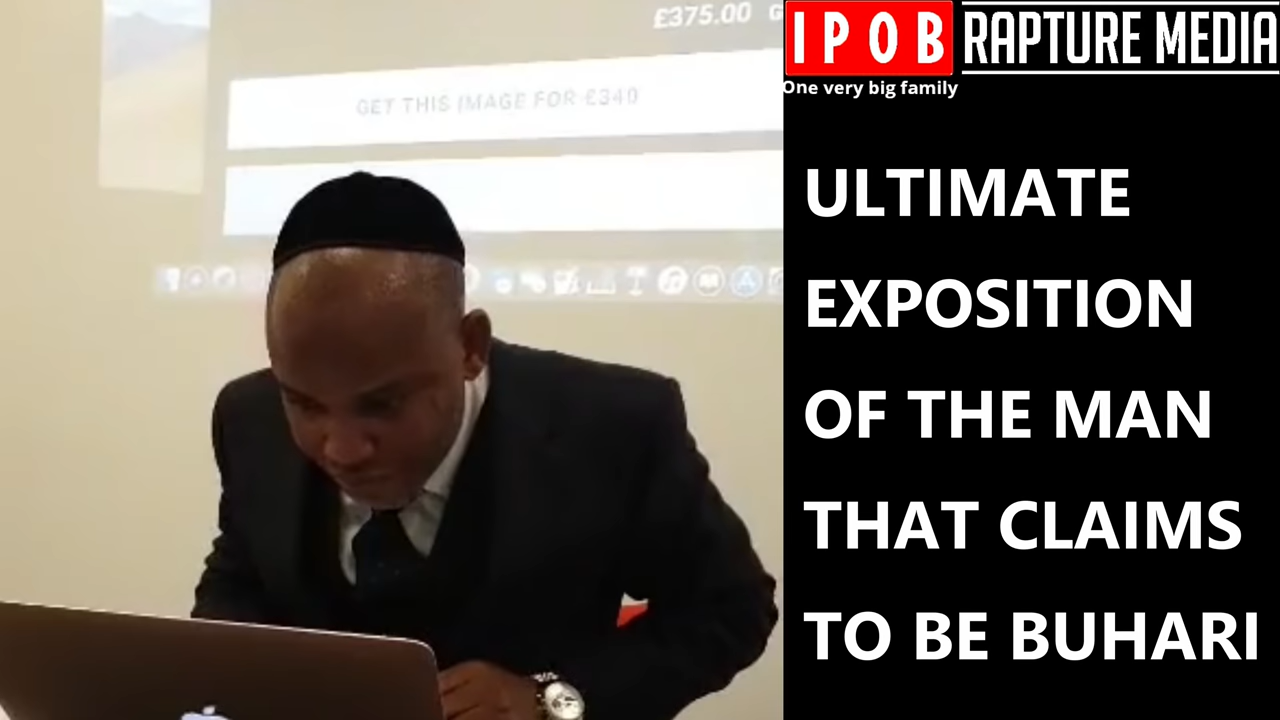 £375.00 G
GET THIS IMAGE FOR £340
IPOB RAPTURE MEDIA
One very big family
ULTIMATE
EXPOSITION
OF THE MAN
THAT CLAIMS
TO BE BUHARI